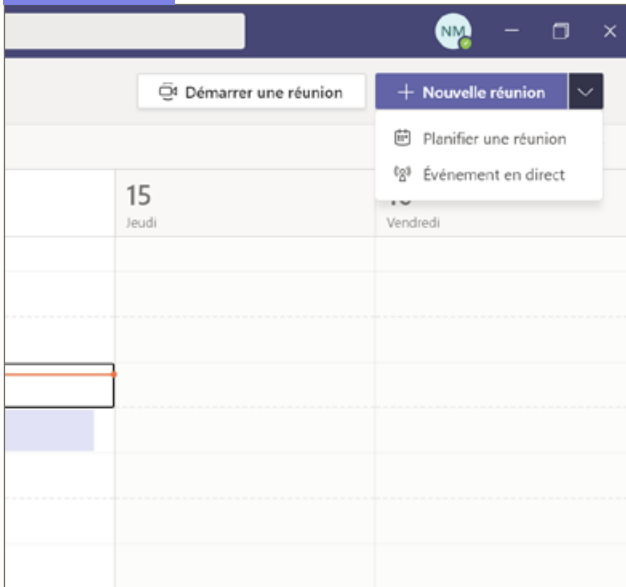 NM
Démarrer une réunion
+ Nouvelle réunion
Planifier une réunion
Événement en direct
15
Jeudi
Vendredi